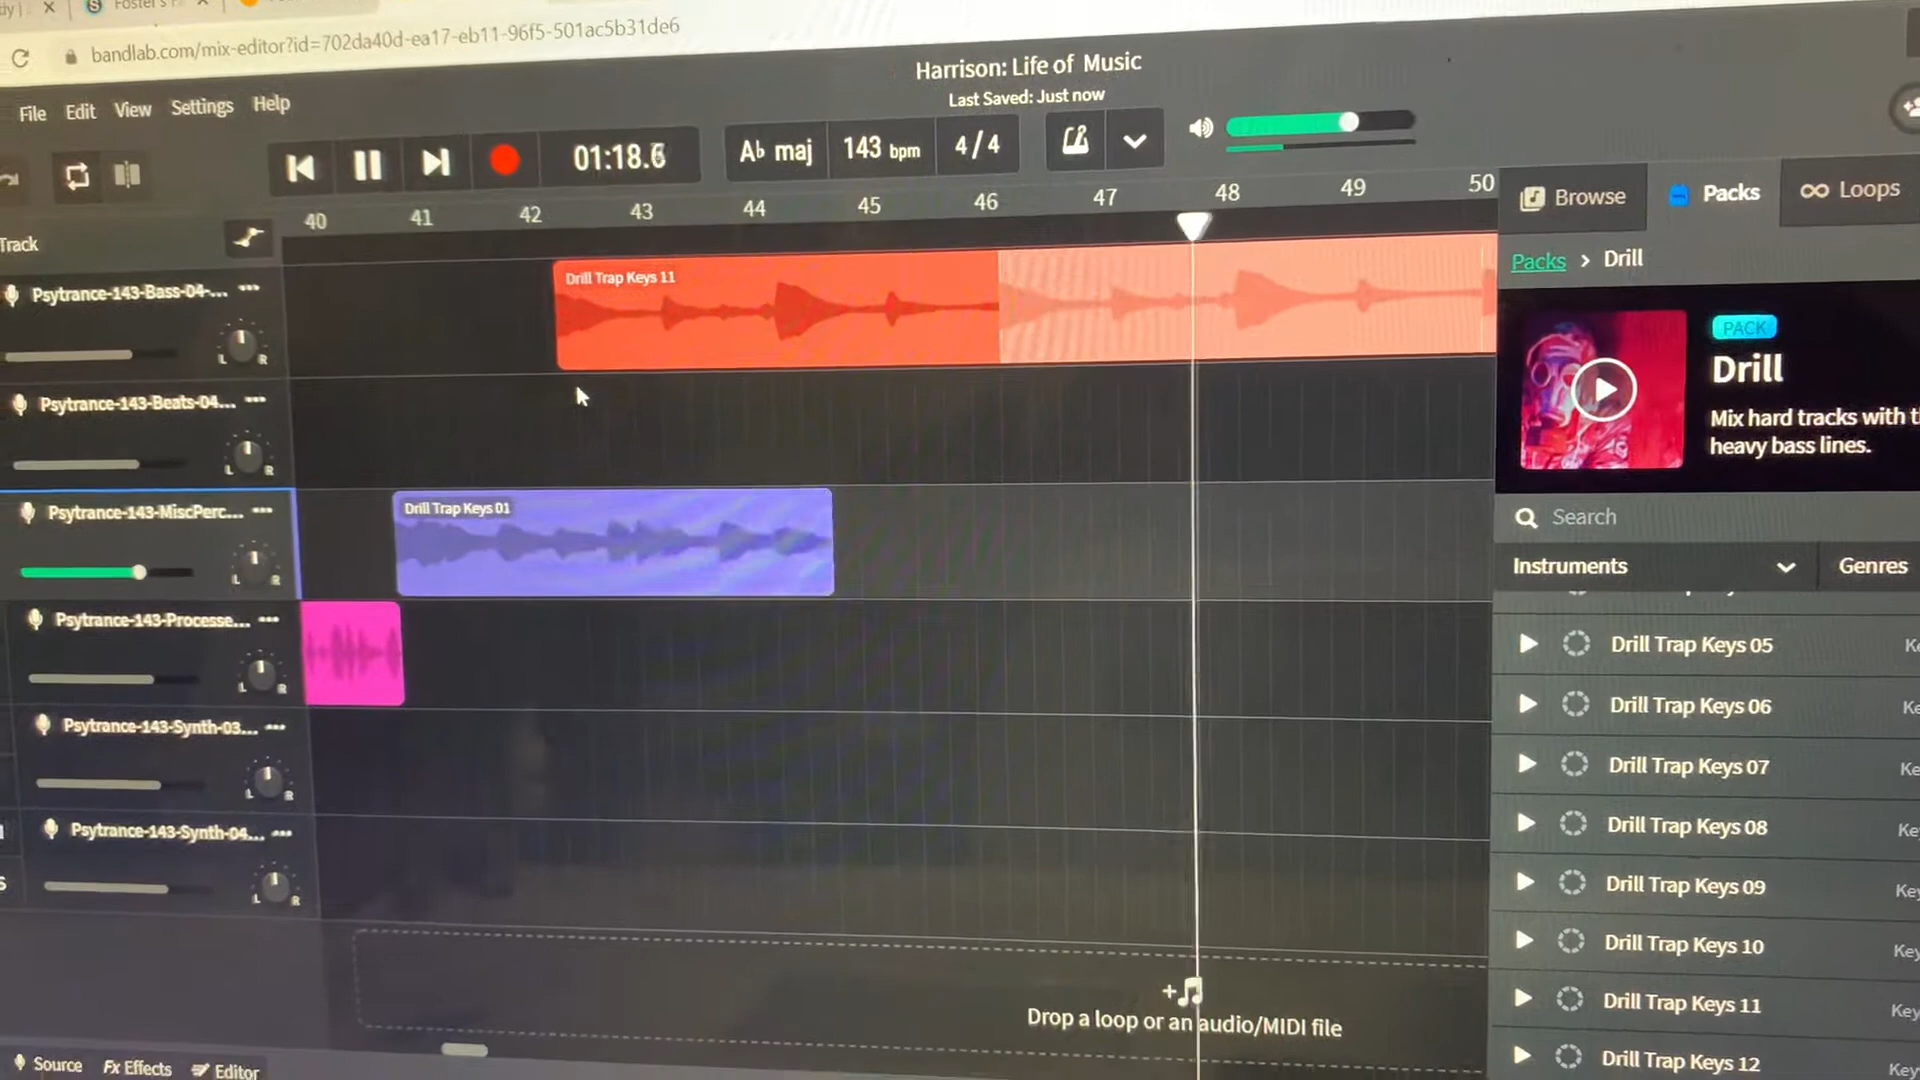 bandlab.com/mix-editor?id=702da40d-ea17-eb11-96f5-501ac5b31de6
Harrison: Life of Music
Last Saved: Just now
File Edit View Settings Help
01:18.6
A♭ maj
143 bpm
4/4
40 41 42 43 44 45 46 47 48 49 50
Browse
Packs
Loops
Track
Packs > Drill
Psytrance-143-Bass-04-...
L R
Drill Trap Keys 11
PACK
Drill
Mix hard tracks with
heavy bass lines.
Psytrance-143-Beats-04...
L R
Psytrance-143-MiscPerc...
L R
Drill Trap Keys 01
Search
Instruments
Genres
Psytrance-143-Processe...
L R
Psytrance-143-Synth-03...
L R
Psytrance-143-Synth-04...
L R
Drill Trap Keys 05
Drill Trap Keys 06
Drill Trap Keys 07
Drill Trap Keys 08
Drill Trap Keys 09
Drill Trap Keys 10
Drill Trap Keys 11
Drill Trap Keys 12
Drop a loop or an audio/MIDI file
Source
Fx Effects
Editor